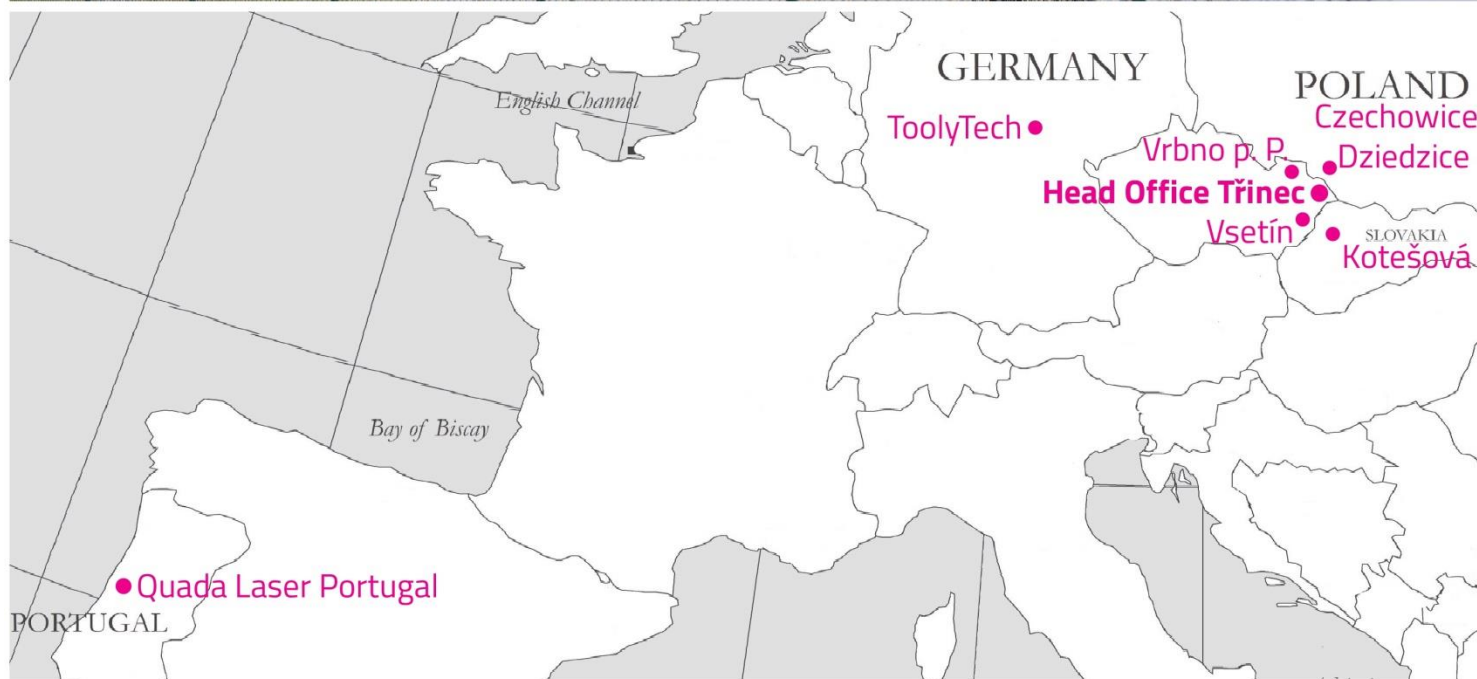 GERMANY
POLAND
English Channel
Czechowice
ToolyTech
Vrbno p. P.
Dziedzice
Head Office Třinec
Vsetín
SLOVAKIA
Kotešová
Bay of Biscay
Quada Laser Portugal
PORTUGAL